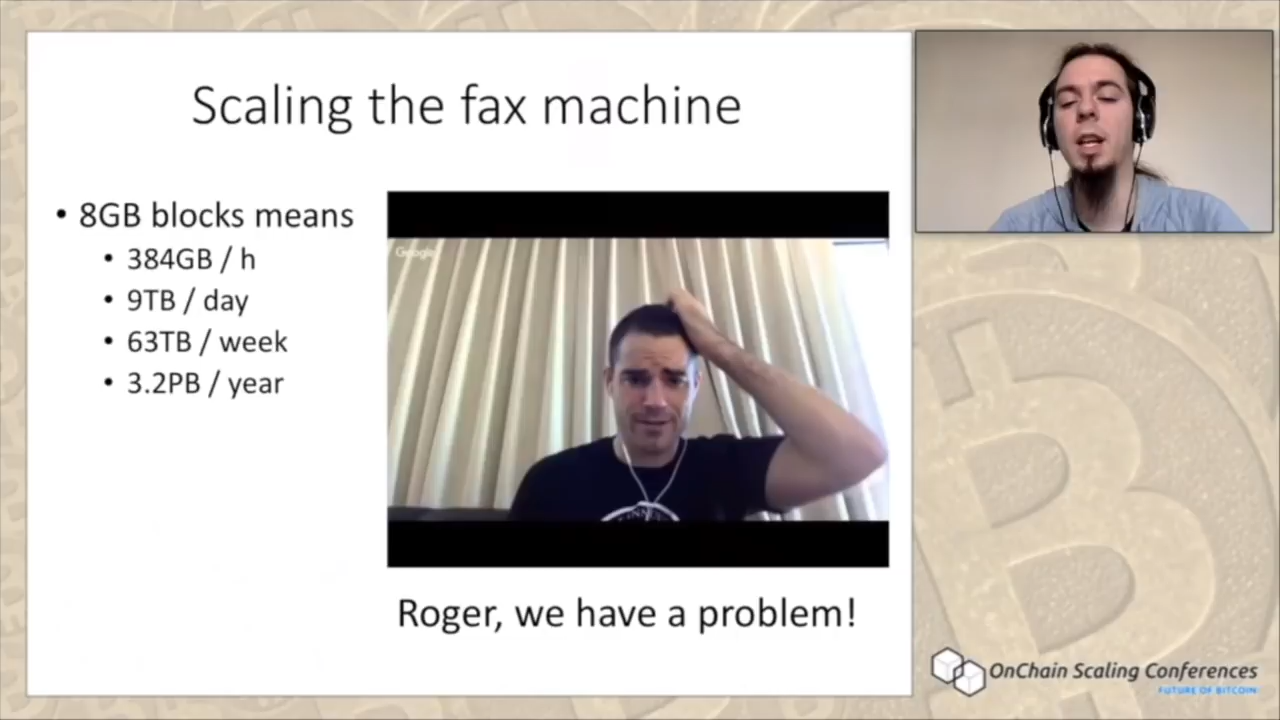 Scaling the fax machine
• 8GB blocks means
• 384GB / h
• 9TB / day
• 63TB / week
• 3.2PB / year
Google
Roger, we have a problem!
OnChain Scaling Conferences
FUTURE OF BITCOIN